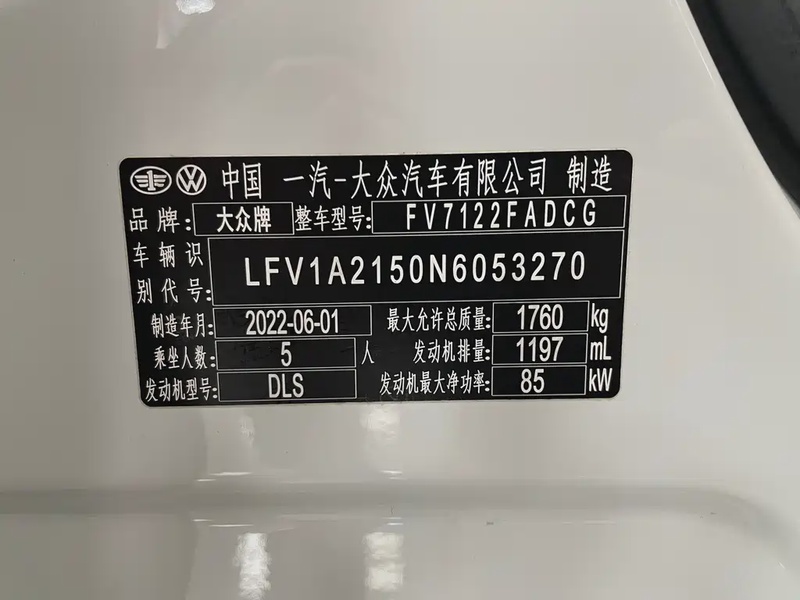 中国 一汽-大众汽车有限公司 制造
品牌: 大众牌 整车型号: FV7122FADCG
车辆识别代号: LFV1A2150N6053270
制造年月: 2022-06-01 最大允许总质量: 1760 kg
乘坐人数: 5 人 发动机排量: 1197 mL
发动机型号: DLS 发动机最大净功率: 85 kW